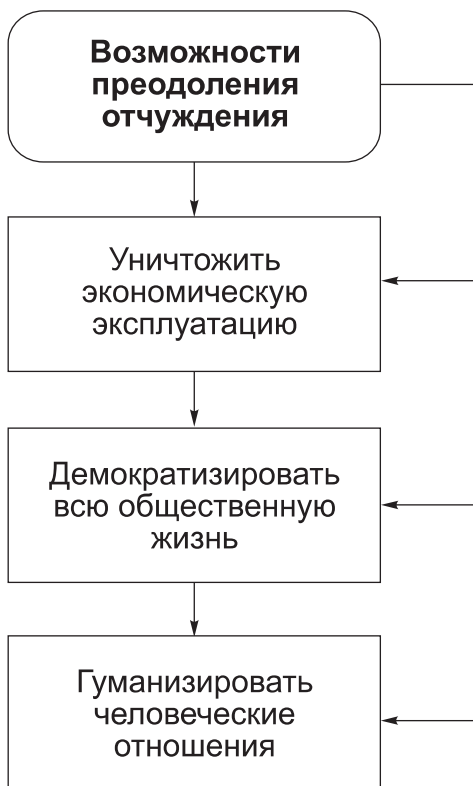 Возможности
преодоления
отчуждения
Уничтожить
экономическую
эксплуатацию
Демократизировать
всю общественную
жизнь
Гуманизировать
человеческие
отношения